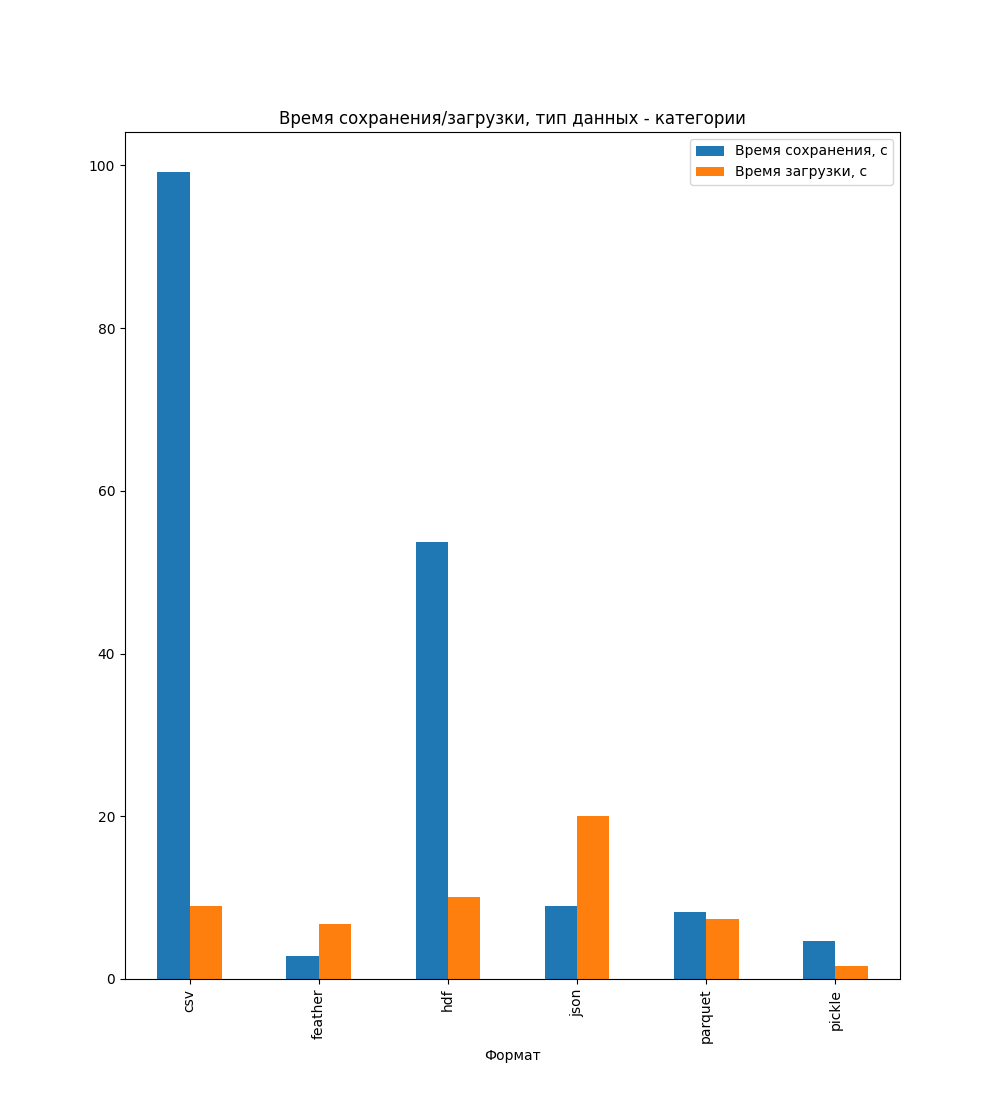 Время сохранения/загрузки, тип данных - категории
Время сохранения, с
Время загрузки, с
100
80
60
40
20
0
csv
feather
hdf
json
parquet
pickle
Формат